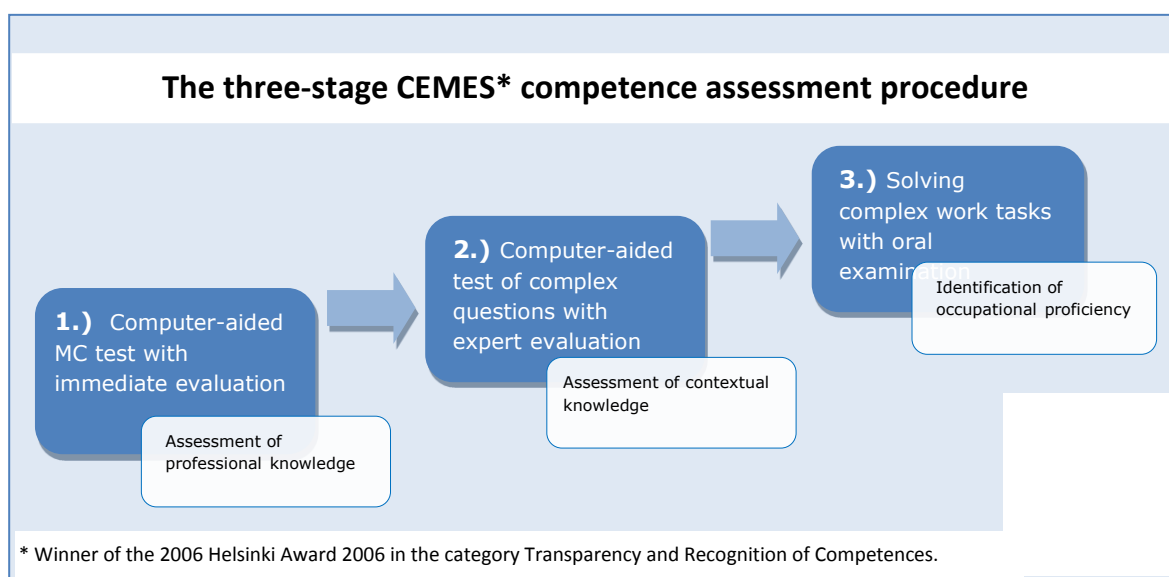 The three-stage CEMES* competence assessment procedure
1.) Computer-aided
MC test with
immediate evaluation
Assessment of
professional knowledge
2.) Computer-aided
test of complex
questions with
expert evaluation
Assessment of contextual
knowledge
3.) Solving
complex work tasks
with oral
examination
Identification of
occupational proficiency
* Winner of the 2006 Helsinki Award 2006 in the category Transparency and Recognition of Competences.